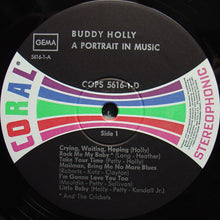 BUDDY HOLLY
A PORTRAIT IN MUSIC
GEMA
5616-1-A
COPS 5616-1-D
CORAL
STEREOPHONIC
Side 1
Crying, Waiting, Hoping (Holly)
Rock Me My Baby* (Long - Heather)
Take Your Time (Petty - Holly)
Mailman, Bring Me No More Blues
(Roberts - Katz - Clayton)
I'm Gonna Love You Too
(Mauldin - Petty - Sullivan)
Little Baby (Holly - Petty - Kendall Jr.)
*And The Crickets